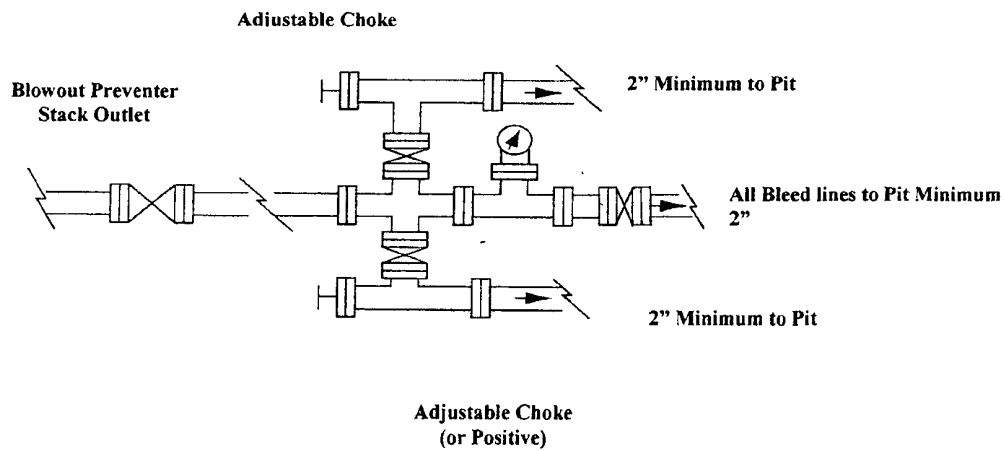 Adjustable Choke
Blowout Preventer
Stack Outlet
2” Minimum to Pit
All Bleed lines to Pit Minimum
2”
2” Minimum to Pit
Adjustable Choke
(or Positive)